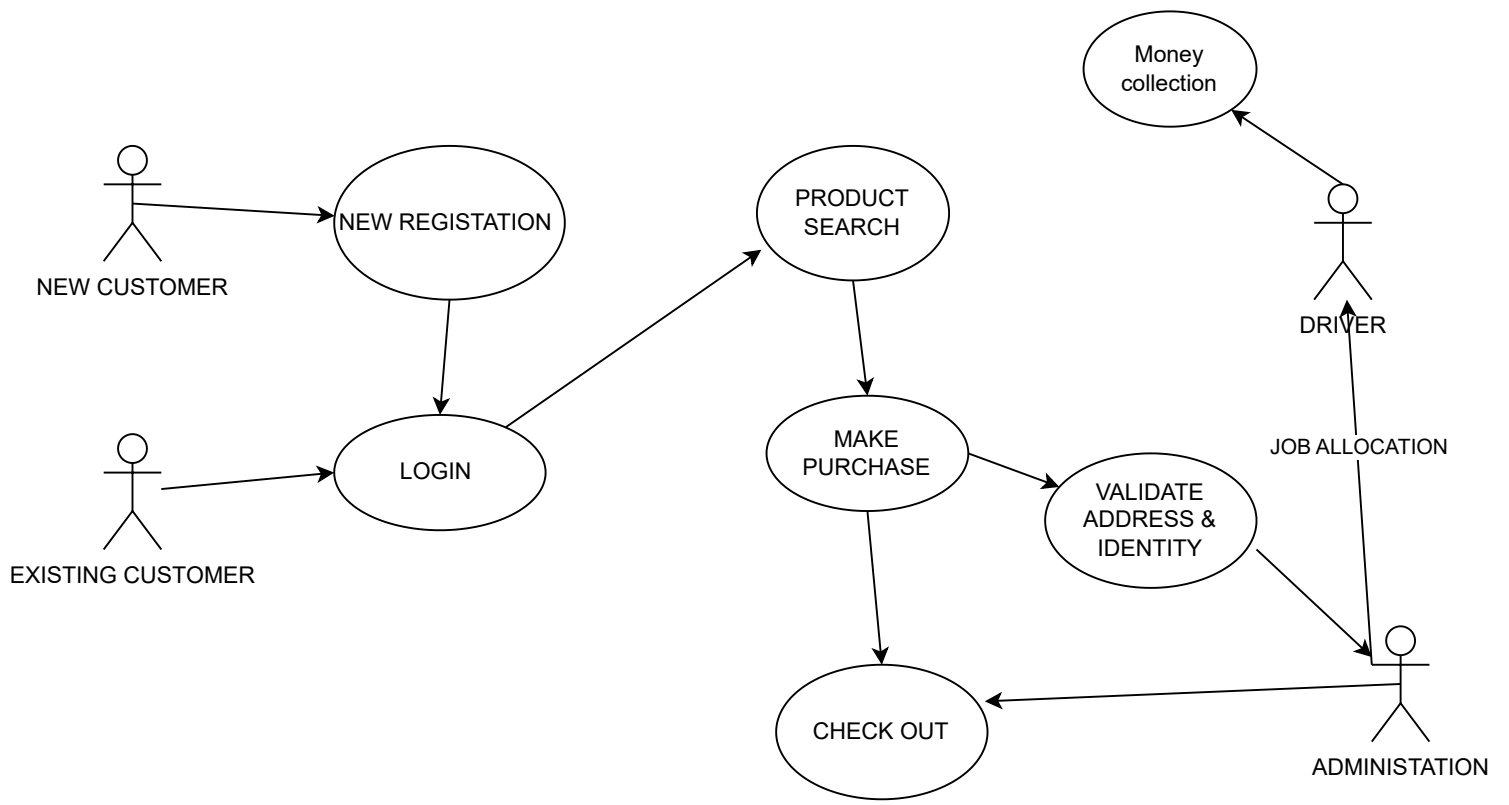 Money
collection
NEW REGISTATION
PRODUCT
SEARCH
NEW CUSTOMER
DRIVER
MAKE
PURCHASE
JOB ALLOCATION
LOGIN
VALIDATE
ADDRESS &
IDENTITY
EXISTING CUSTOMER
CHECK OUT
ADMINISTATION